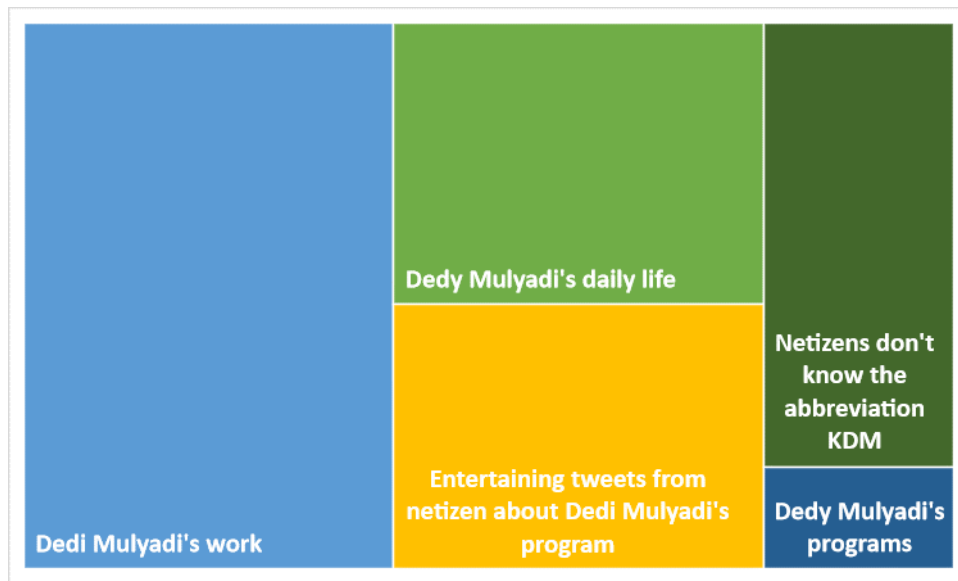 Dedi Mulyadi's work
Dedy Mulyadi's daily life
Entertaining tweets from
netizen about Dedi Mulyadi's
program
Netizens don't
know the
abbreviation
KDM
Dedy Mulyadi's
programs